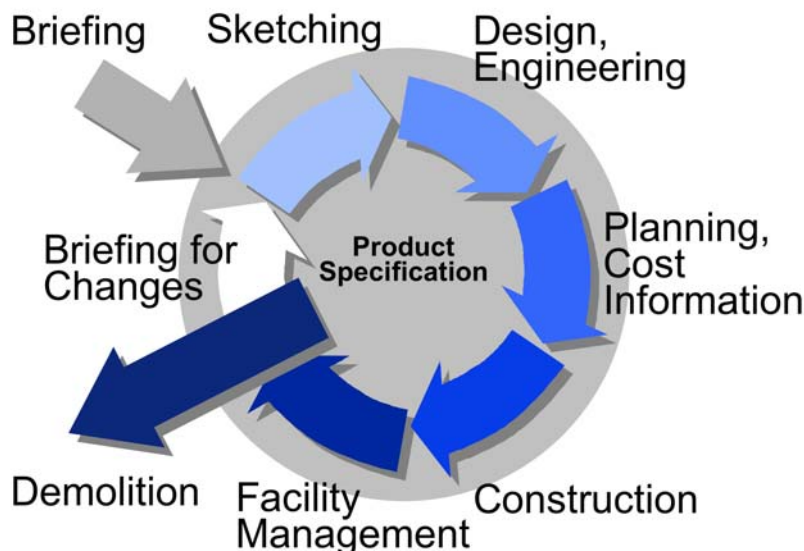 Briefing
Sketching
Design,
Engineering
Planning,
Cost
Information
Construction
Facility
Management
Demolition
Briefing for
Changes
Product
Specification